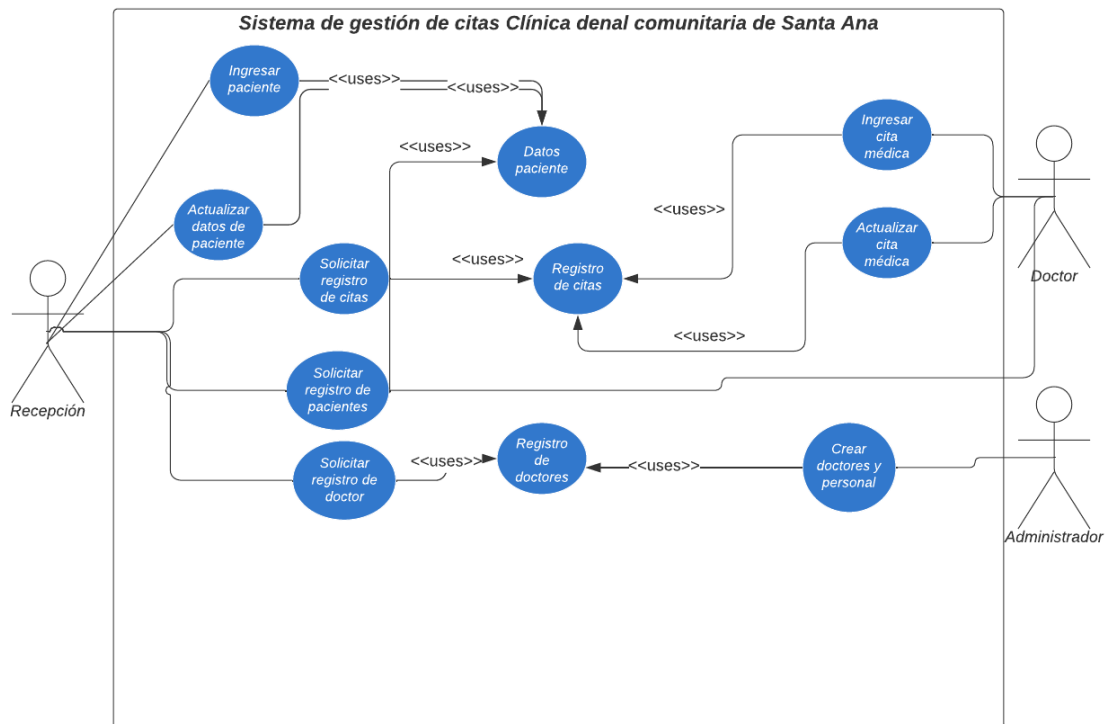 Sistema de gestión de citas Clínica denal comunitaria de Santa Ana
Ingresar
paciente
<<uses>>
<<uses>>
Ingresar
cita
médica
Datos
paciente
<<uses>>
Actualizar
datos de
paciente
<<uses>>
Actualizar
cita
médica
Doctor
Solicitar
registro
de citas
<<uses>>
Registro
de citas
<<uses>>
Solicitar
registro de
pacientes
Recepción
Solicitar
registro de
doctor
<<uses>>
Registro
de
doctores
<<uses>>
Crear
doctores y
personal
Administrador